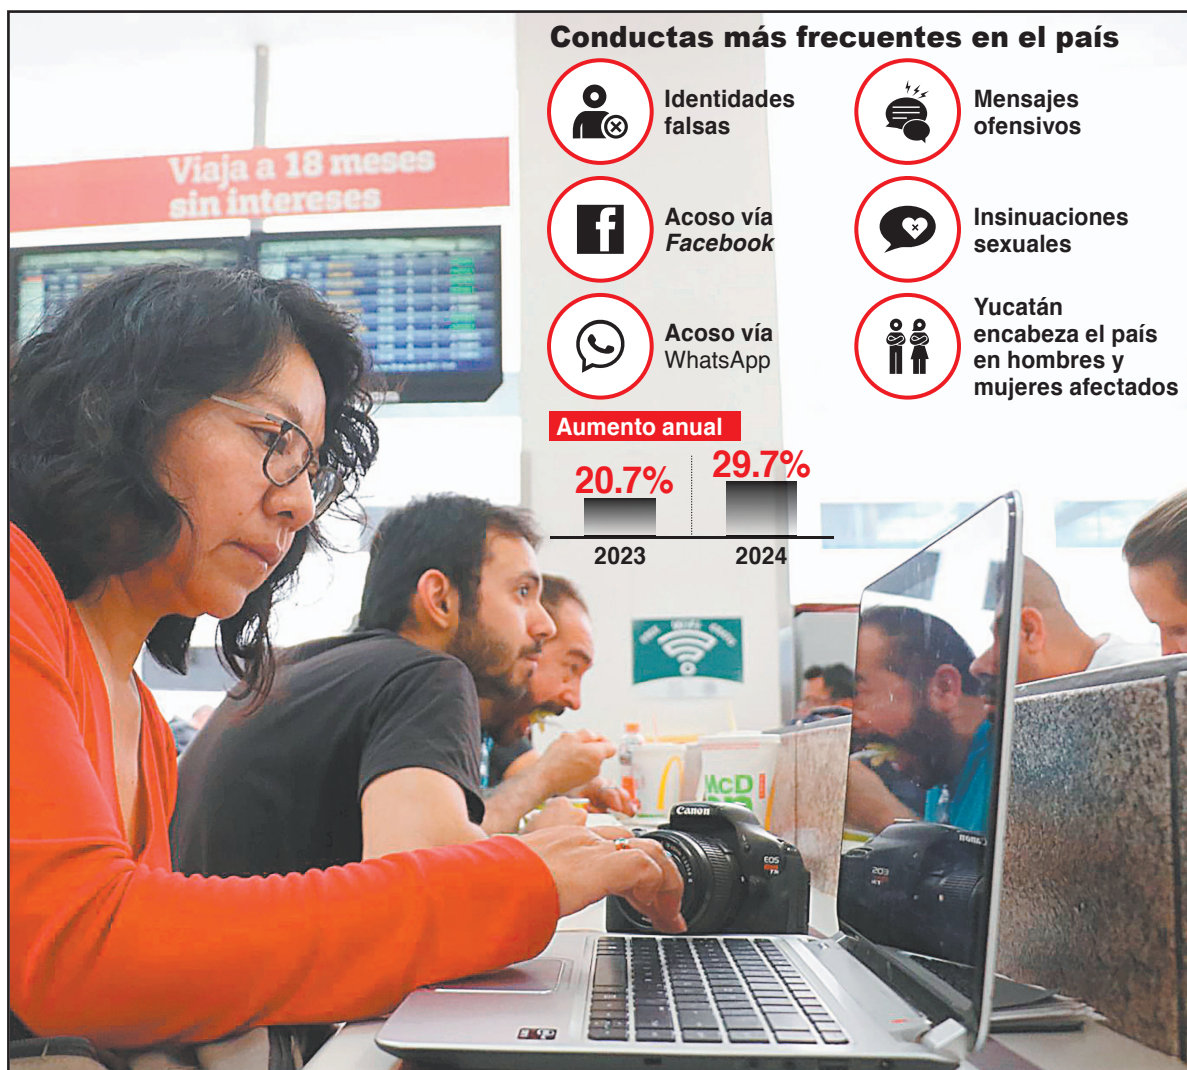 Conductas más frecuentes en el país
Identidades
falsas
Mensajes
ofensivos
Acoso vía
Facebook
Insinuaciones
sexuales
Acoso vía
WhatsApp
Yucatán
encabeza el país
en hombres y
mujeres afectados
Aumento anual
20.7%
29.7%
2023
2024
Viaja a 18 meses
sin intereses
McD
Canon
EOS
Canon